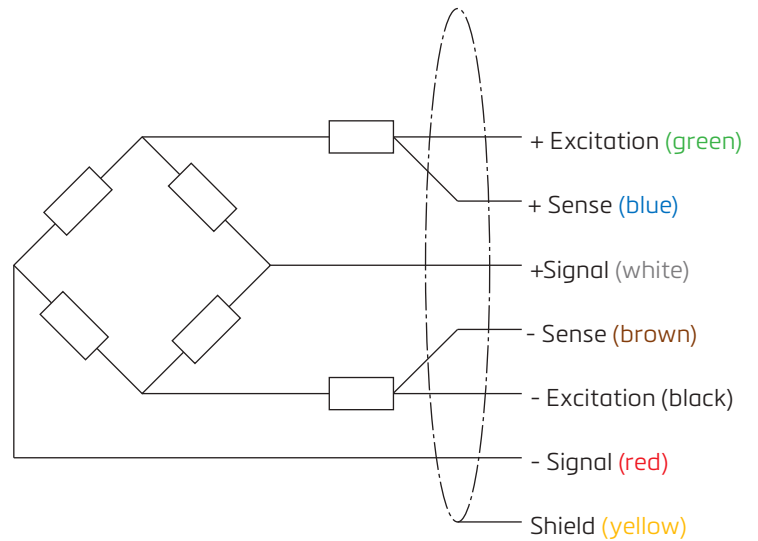 + Excitation (green)
+ Sense (blue)
+Signal (white)
- Sense (brown)
- Excitation (black)
- Signal (red)
Shield (yellow)